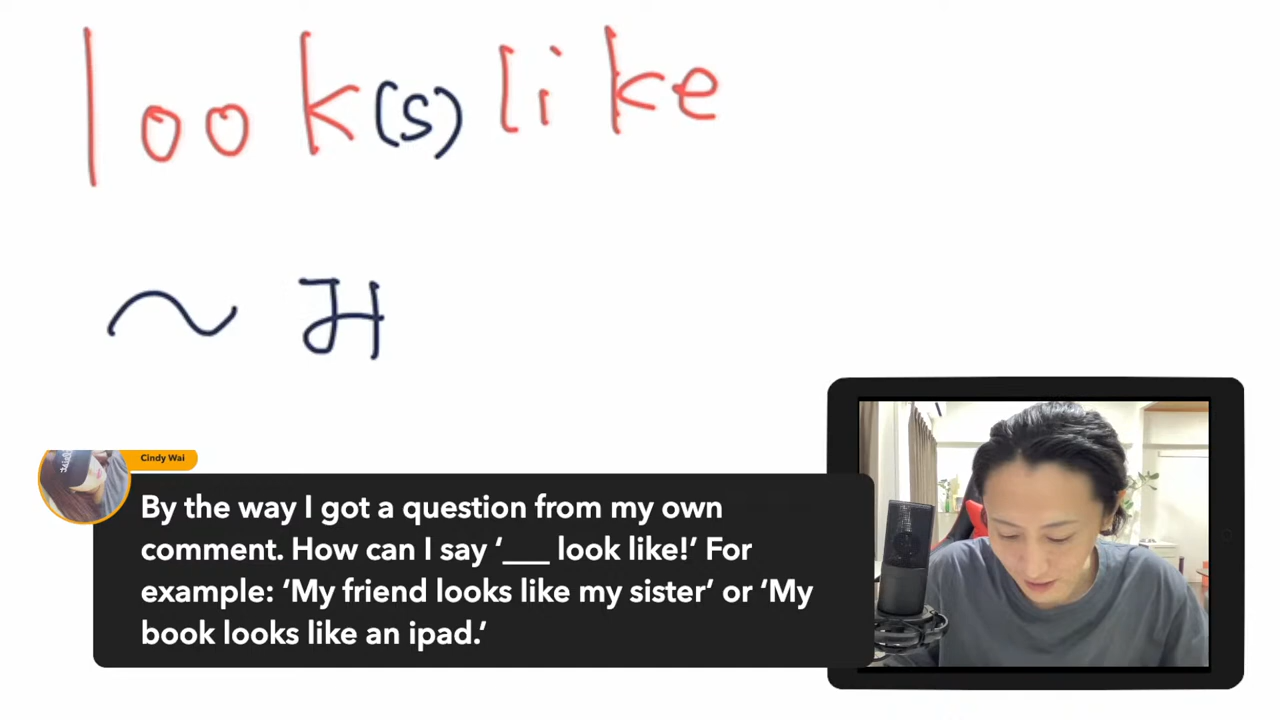 look(s) like
～ み
Cindy Wai
By the way I got a question from my own
comment. How can I say ‘___ look like!’ For
example: ‘My friend looks like my sister’ or ‘My
book looks like an ipad.’